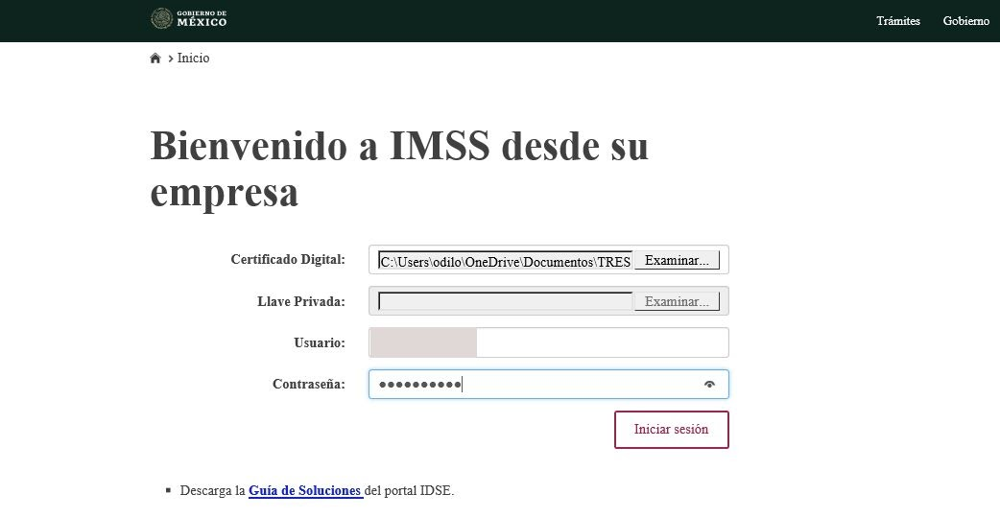 GOBIERNO DE
MÉXICO
Trámites Gobierno
Inicio
Bienvenido a IMSS desde su
empresa
Certificado Digital: C:\Users\odilo\OneDrive\Documentos\TRES Examinar...
Llave Privada: Examinar...
Usuario:
Contraseña: ●●●●●●●●●●
Iniciar sesión
▪ Descarga la Guía de Soluciones del portal IDSE.